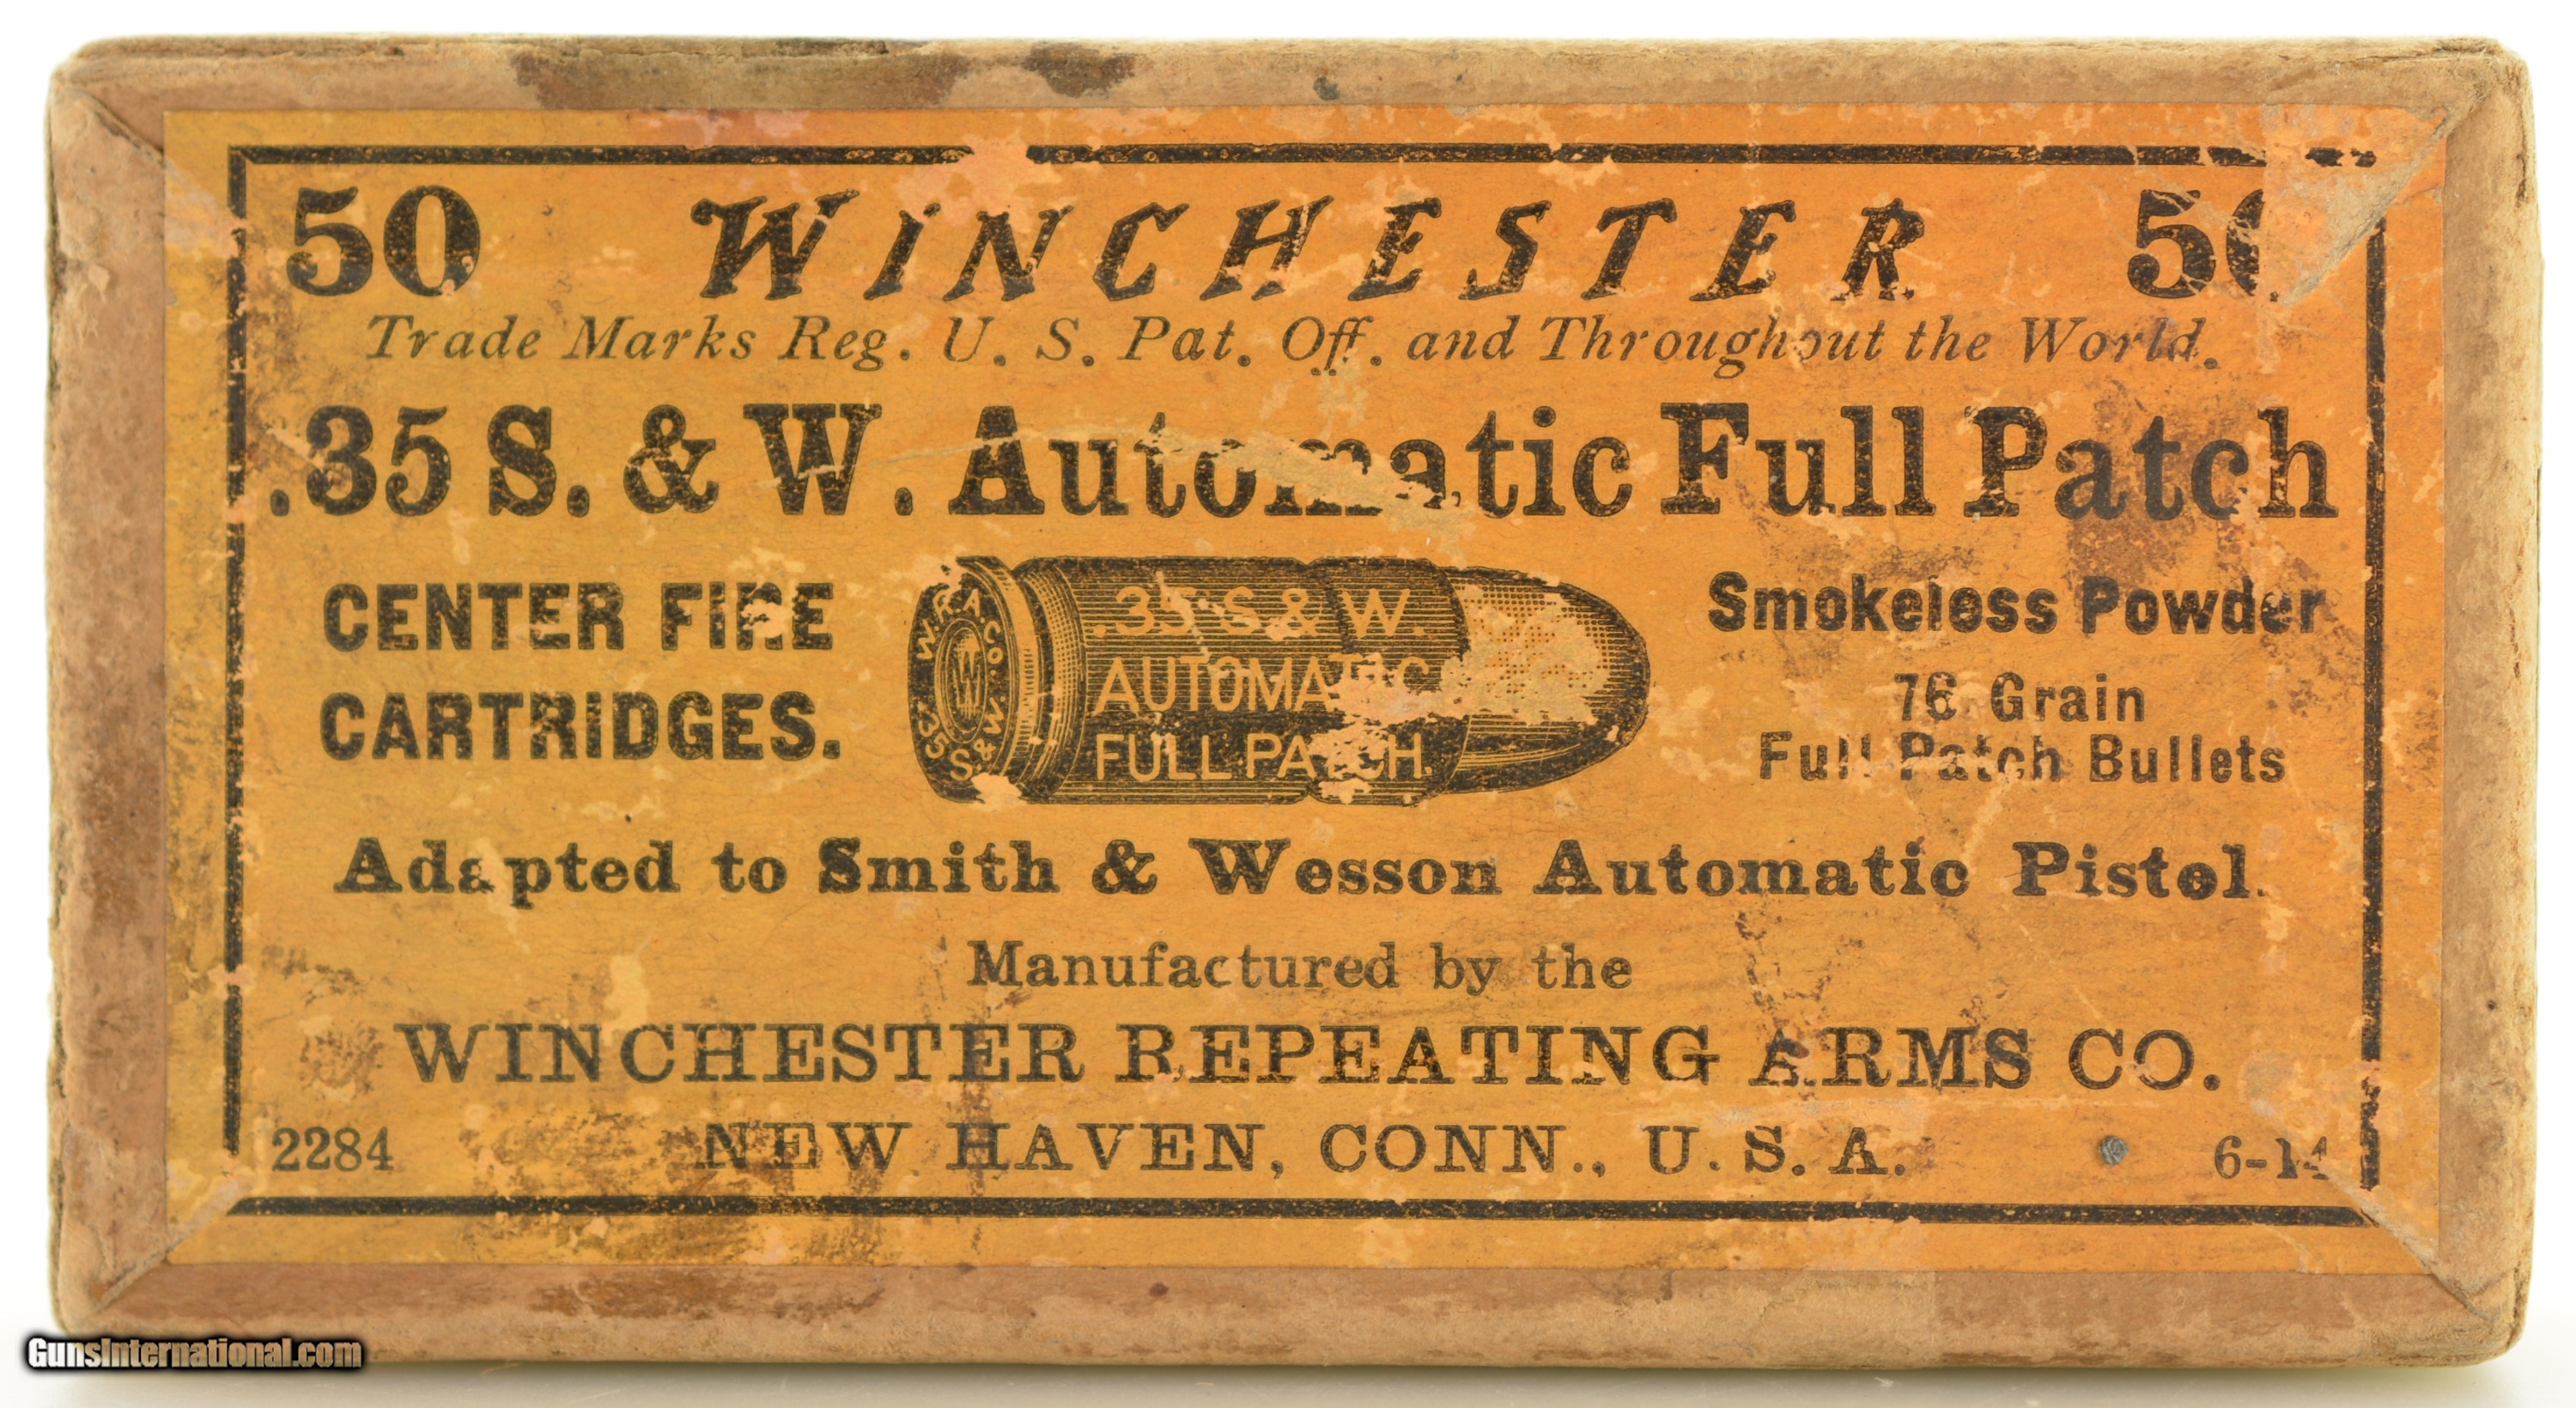 50 WINCHESTER 50
Trade Marks Reg. U. S. Pat. Off. and Throughout the World.
.35 S. & W. Automatic Full Patch
CENTER FIRE
CARTRIDGES.
W.R.A.CO.
W
.35 S.&W.
.35 S. & W.
AUTOMATIC
FULL PATCH.
Smokeless Powder
76 Grain
Full Patch Bullets
Adapted to Smith & Wesson Automatic Pistol.
Manufactured by the
WINCHESTER REPEATING ARMS CO.
NEW HAVEN, CONN., U. S. A.
2284
6-14
GunsInternational.com